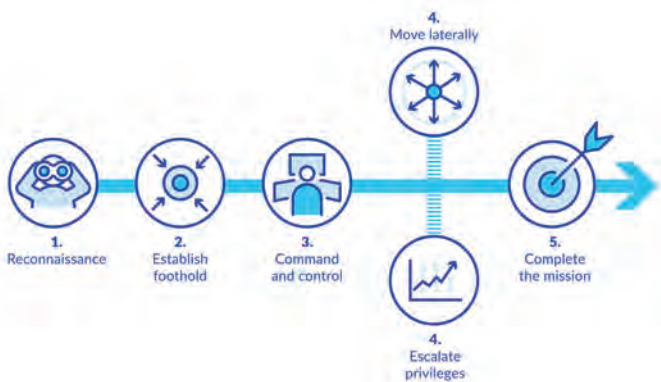 4.
Move laterally
1.
Reconnaissance
2.
Establish
foothold
3.
Command
and control
5.
Complete
the mission
4.
Escalate
privileges